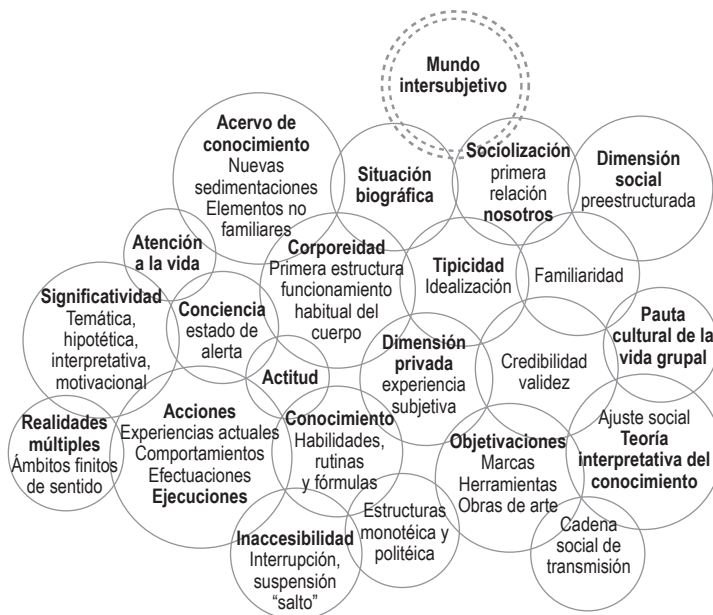 Mundo
intersubjetivo
Acervo de
conocimiento
Nuevas
sedimentaciones
Elementos no
familiares
Situación
biográfica
Sociolización
primera
relación
nosotros
Dimensión
social
preestructurada
Atención
a la vida
Corporeidad
Primera estructura
funcionamiento
habitual del
cuerpo
Tipicidad
Idealización
Familiaridad
Significatividad
Temática,
hipotética,
interpretativa,
motivacional
Conciencia
estado de
alerta
Dimensión
privada
experiencia
subjetiva
Credibilidad
validez
Pauta
cultural de la
vida grupal
Actitud
Realidades
múltiples
Ámbitos finitos
de sentido
Acciones
Experiencias actuales
Comportamientos
Efectuaciones
Ejecuciones
Conocimiento
Habilidades,
rutinas
y fórmulas
Objetivaciones
Marcas
Herramientas
Obras de arte
Ajuste social
Teoría
interpretativa del
conocimiento
Inaccesibilidad
Interrupción,
suspensión
“salto”
Estructuras
monotéica y
politéica
Cadena
social de
transmisión